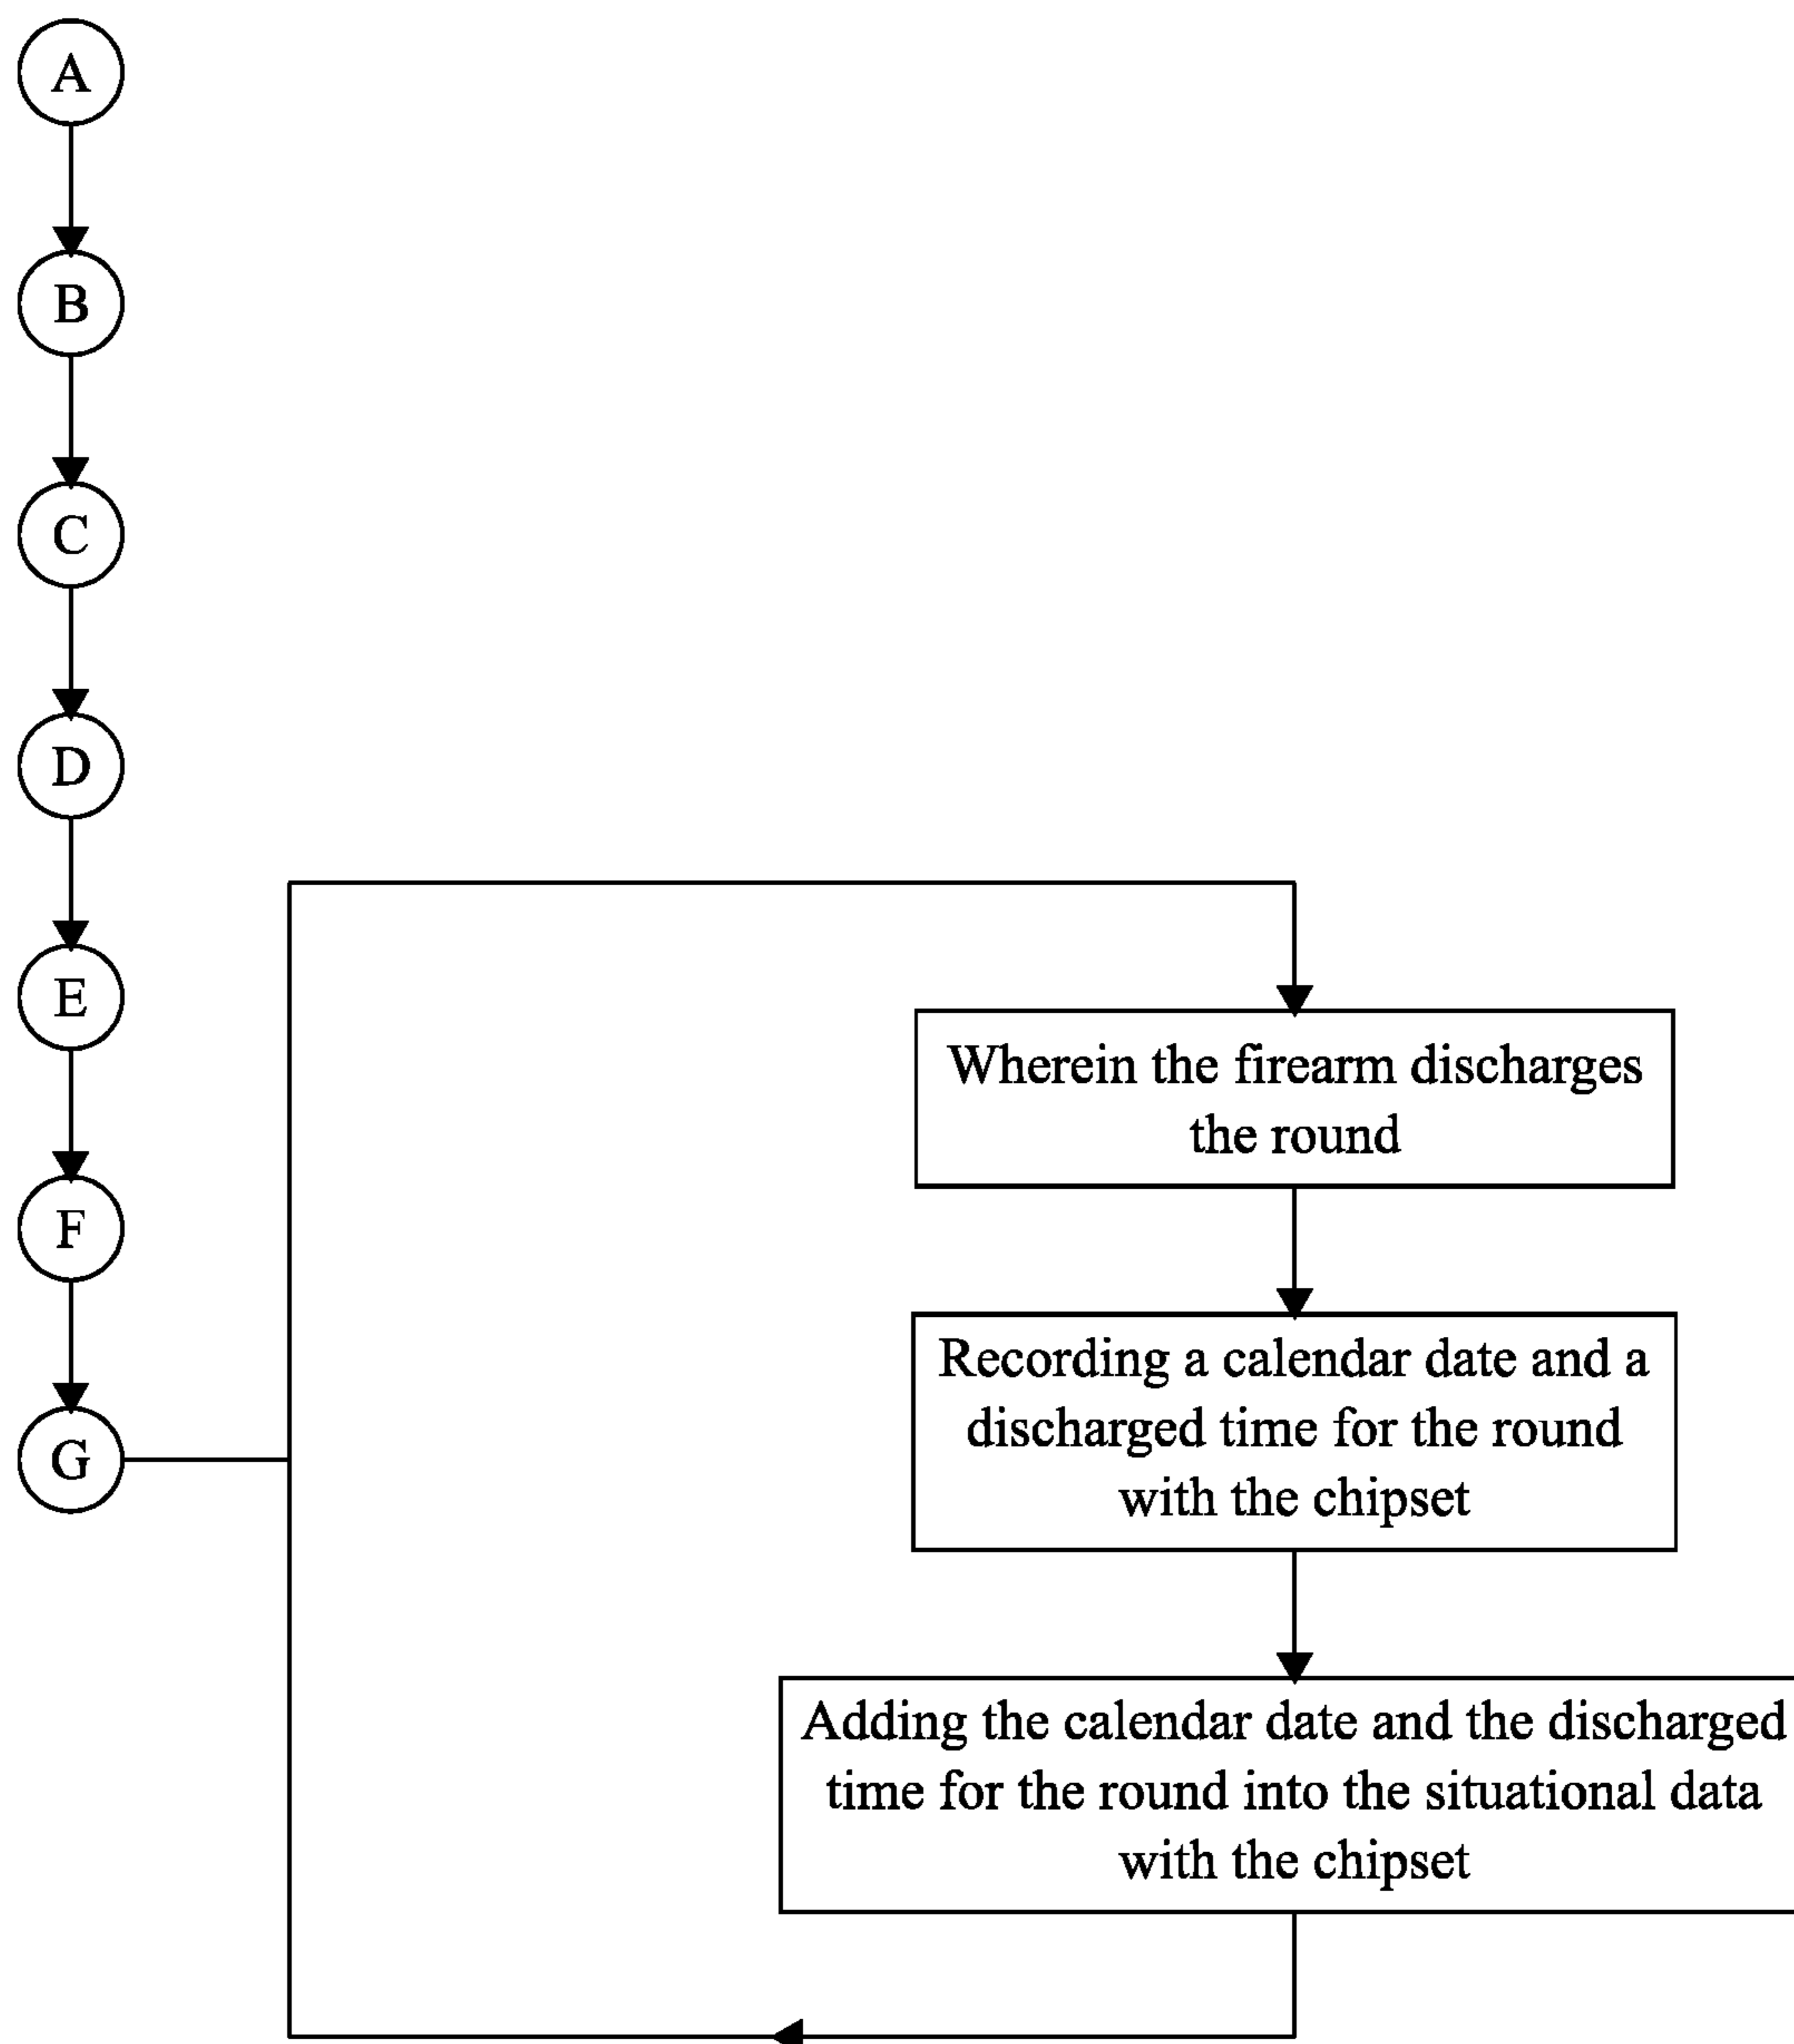 A
B
C
D
E
F
G
Wherein the firearm discharges
the round
Recording a calendar date and a
discharged time for the round
with the chipset
Adding the calendar date and the discharged
time for the round into the situational data
with the chipset